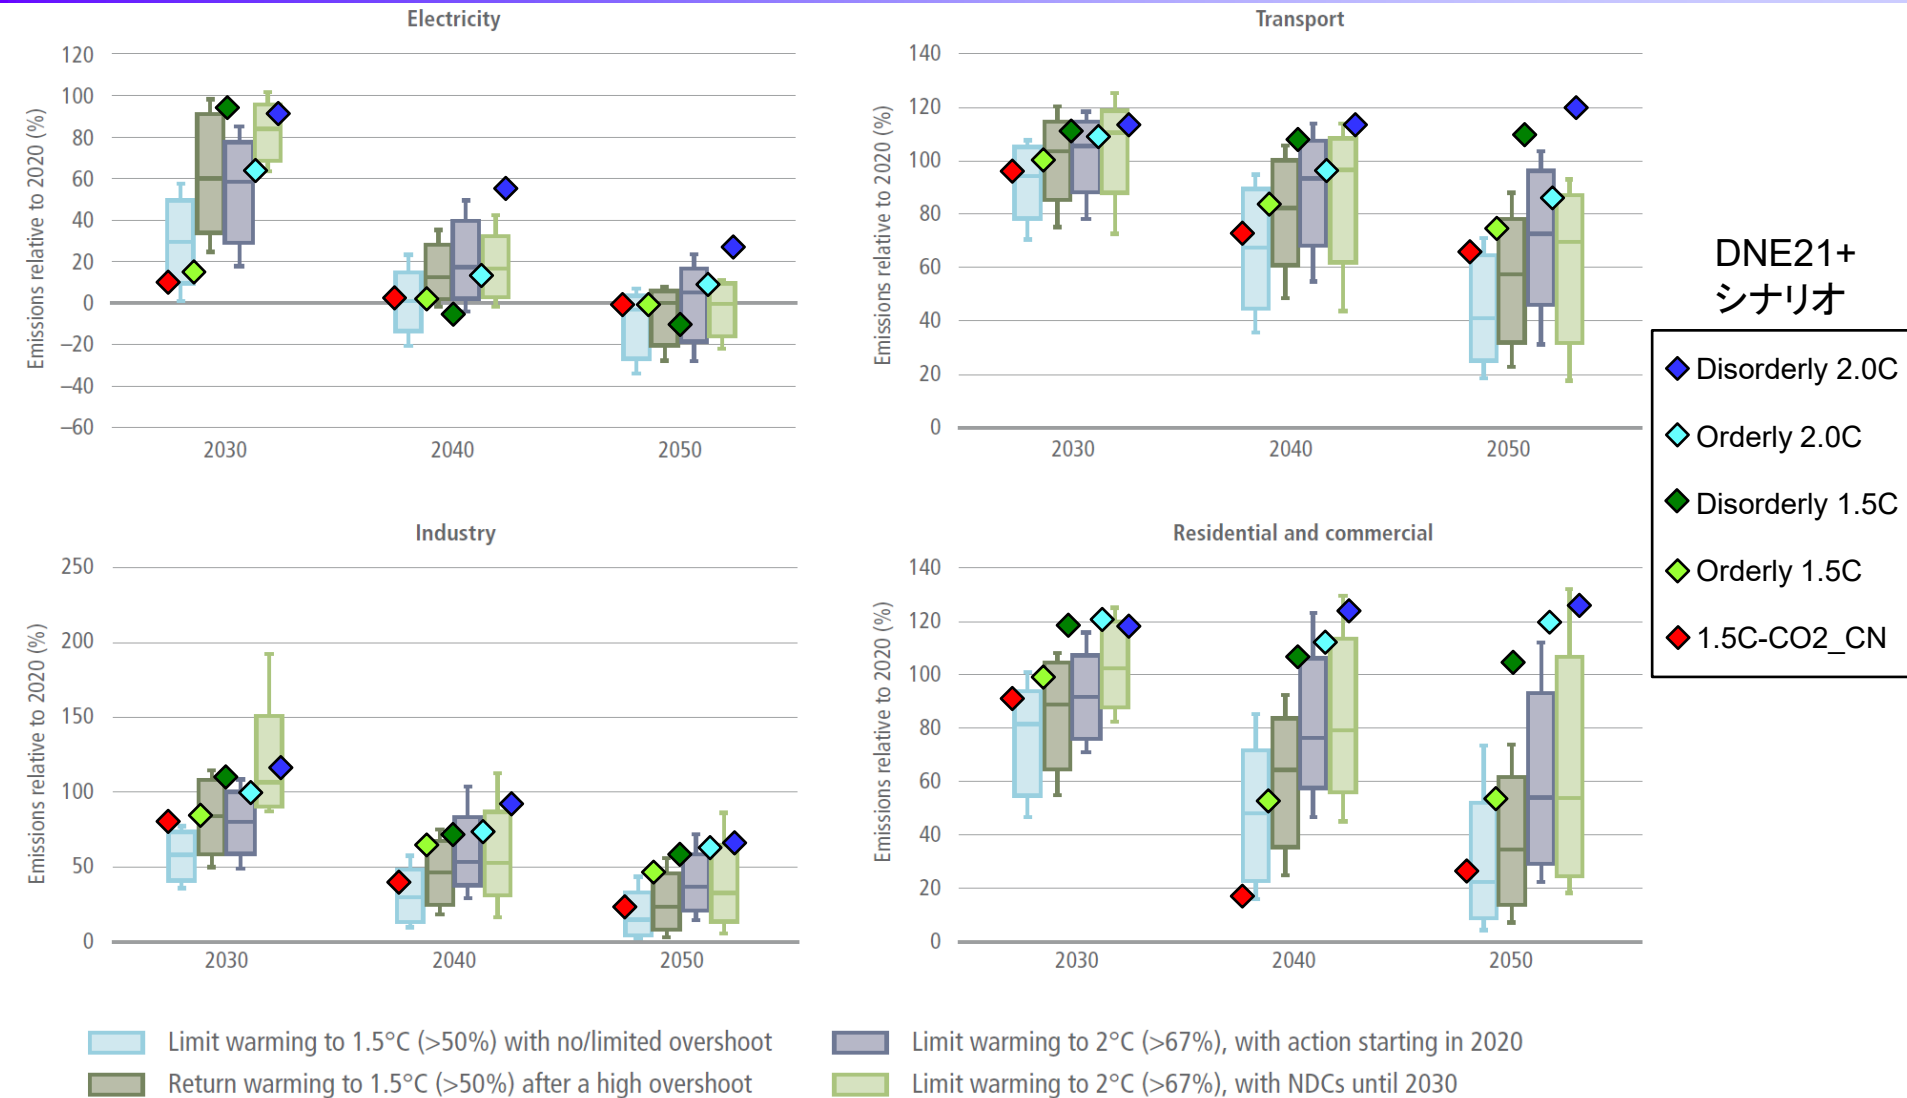 Electricity
Emissions relative to 2020 (%)
120
100
80
60
40
20
0
–20
–40
–60
2030
2040
2050
Transport
Emissions relative to 2020 (%)
140
120
100
80
60
40
20
0
2030
2040
2050
Industry
Emissions relative to 2020 (%)
250
200
150
100
50
0
2030
2040
2050
Residential and commercial
Emissions relative to 2020 (%)
140
120
100
80
60
40
20
0
2030
2040
2050
DNE21+
シナリオ
Disorderly 2.0C
Orderly 2.0C
Disorderly 1.5C
Orderly 1.5C
1.5C-CO2_CN
Limit warming to 1.5°C (>50%) with no/limited overshoot
Return warming to 1.5°C (>50%) after a high overshoot
Limit warming to 2°C (>67%), with action starting in 2020
Limit warming to 2°C (>67%), with NDCs until 2030